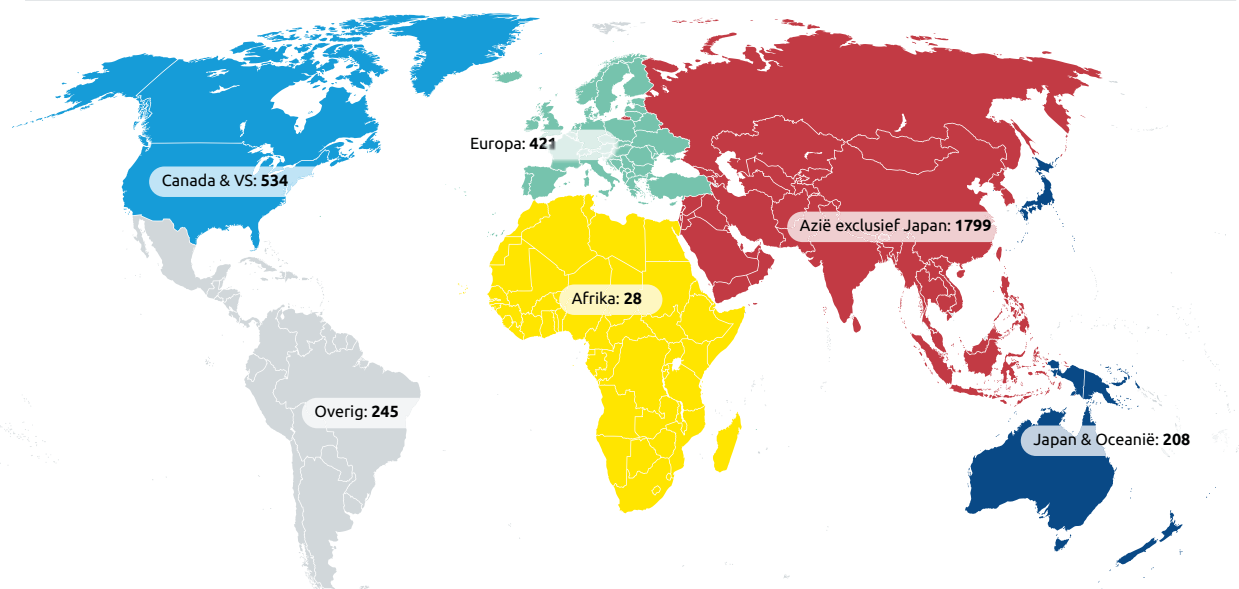 Europa: 421
Canada & VS: 534
Azië exclusief Japan: 1799
Afrika: 28
Overig: 245
Japan & Oceanië: 208